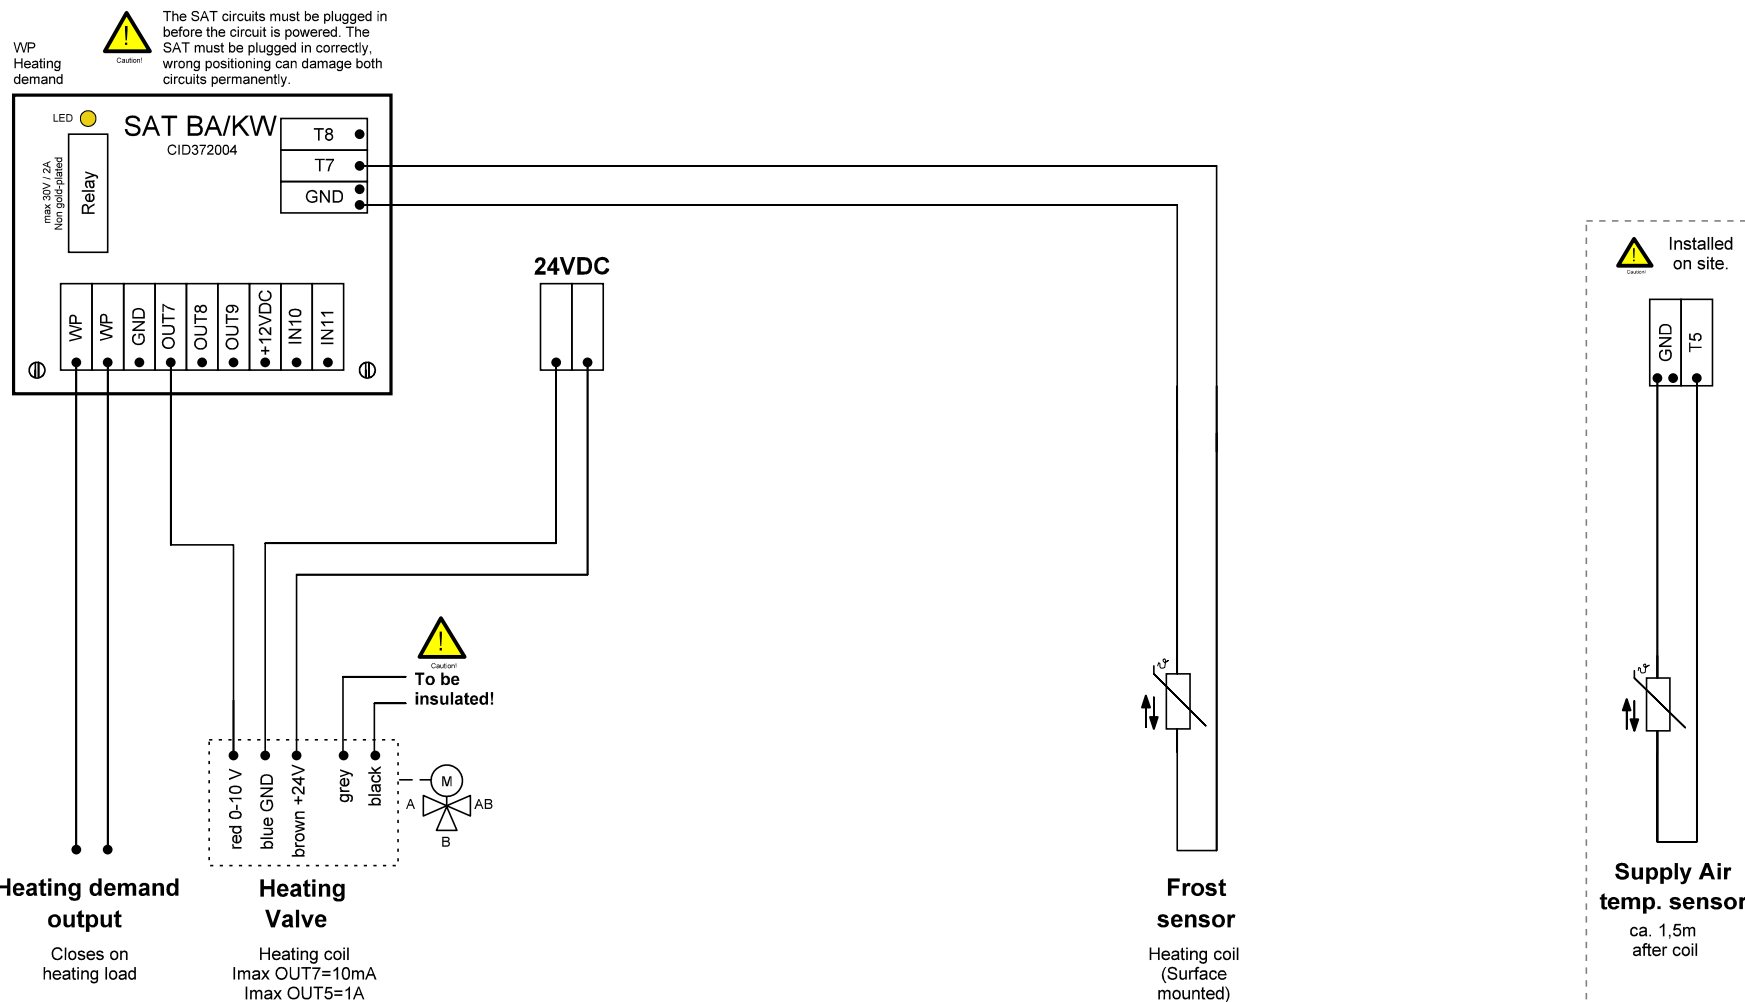 WP
Heating
demand
Caution!
The SAT circuits must be plugged in
before the circuit is powered. The
SAT must be plugged in correctly,
wrong positioning can damage both
circuits permanently.
LED
SAT BA/KW
CID372004
max 30V / 2A
Non gold-plated
Relay
T8
T7
GND
WP
WP
GND
OUT7
OUT8
OUT9
+12VDC
IN10
IN11
24VDC
Caution!
Installed
on site.
GND
T5
Caution!
To be
insulated!
red 0-10 V
blue GND
brown +24V
grey
black
M
A
AB
B
ϑ
ϑ
Heating demand
output
Closes on
heating load
Heating
Valve
Heating coil
Imax OUT7=10mA
Imax OUT5=1A
Frost
sensor
Heating coil
(Surface
mounted)
Supply Air
temp. sensor
ca. 1,5m
after coil